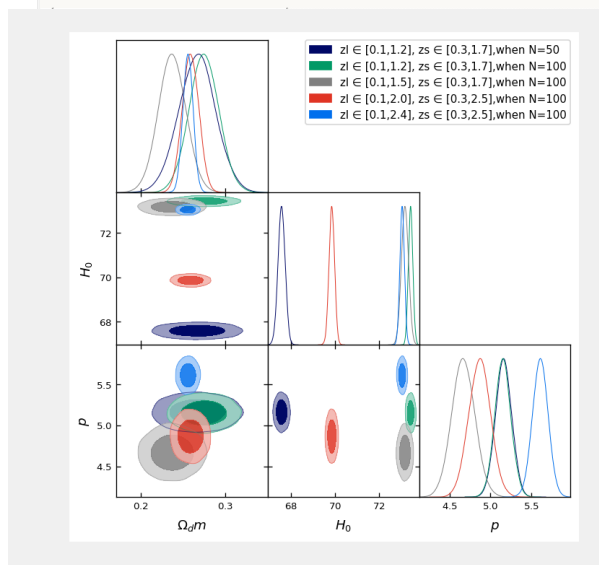 zl ∈ [0.1,1.2], zs ∈ [0.3,1.7],when N=50
zl ∈ [0.1,1.2], zs ∈ [0.3,1.7],when N=100
zl ∈ [0.1,1.5], zs ∈ [0.3,1.7],when N=100
zl ∈ [0.1,2.0], zs ∈ [0.3,2.5],when N=100
zl ∈ [0.1,2.4], zs ∈ [0.3,2.5],when N=100
72
70
68
H₀
5.5
5.0
4.5
p
0.2 0.3
68 70 72
4.5 5.0 5.5
Ω_dm
H₀
p